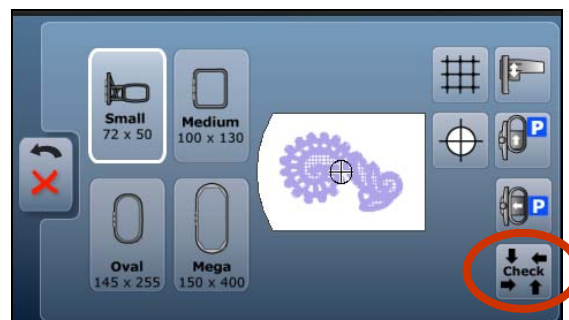 Small
72 x 50
Medium
100 x 130
P
Oval
145 x 255
Mega
150 x 400
P
Check